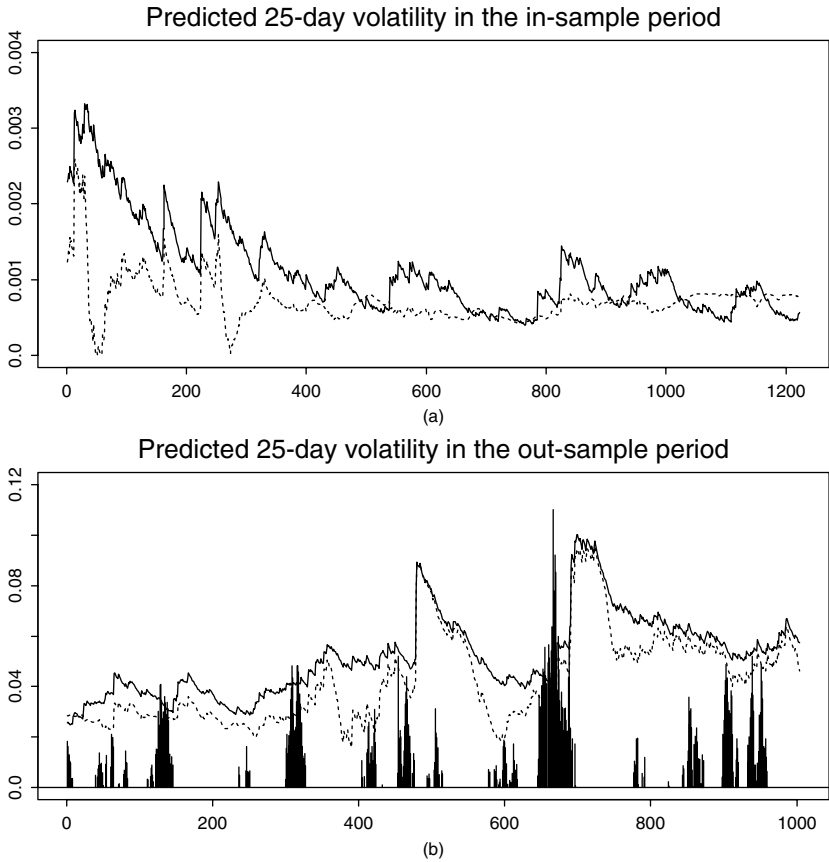 Predicted 25-day volatility in the in-sample period
0.004
0.003
0.002
0.001
0.0
0 200 400 600 800 1000 1200
(a)
Predicted 25-day volatility in the out-sample period
0.12
0.08
0.04
0.0
0 200 400 600 800 1000
(b)